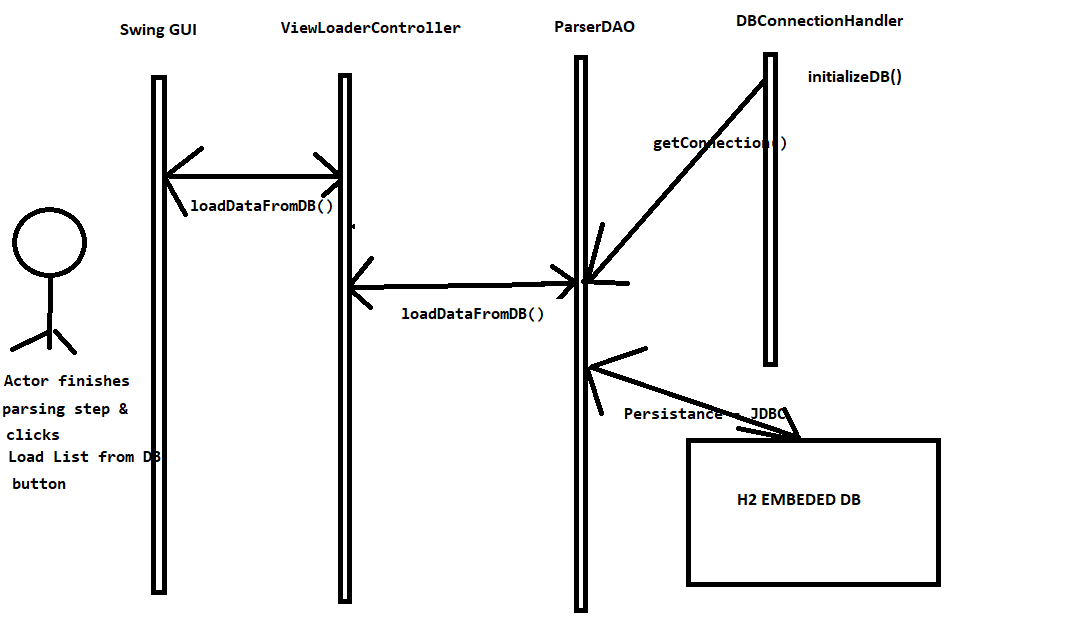 Swing GUI
ViewLoaderController
ParserDAO
DBConnectionHandler
initializeDB()
getConnection()
loadDataFromDB()
loadDataFromDB()
Actor finishes
parsing step &
clicks
Load List from DB
button
Persistance - JDBC
H2 EMBEDED DB